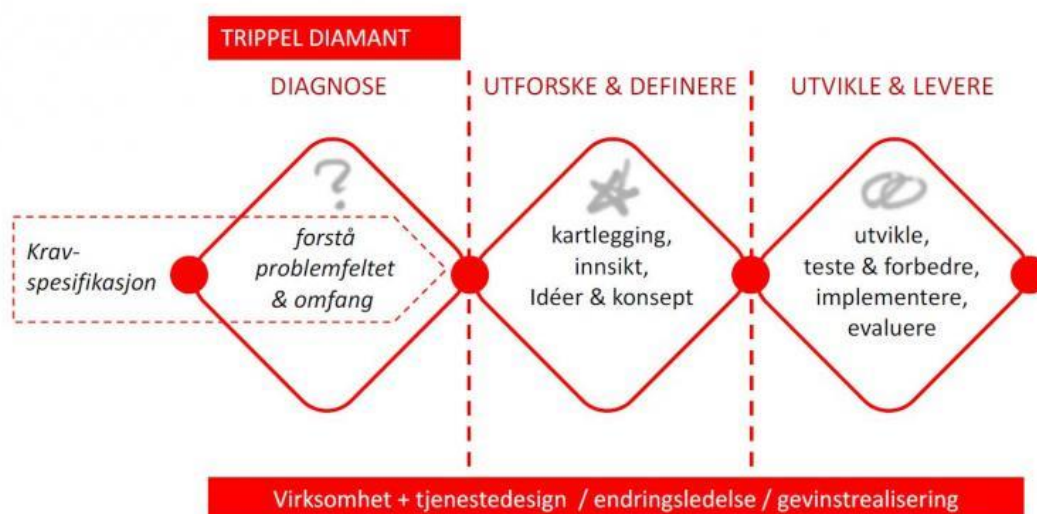 TRIPPEL DIAMANT
DIAGNOSE
UTFORSKE & DEFINERE
UTVIKLE & LEVERE
Krav-
spesifikasjon
forstå
problemfeltet
& omfang
kartlegging,
innsikt,
Idéer & konsept
utvikle,
teste & forbedre,
implementere,
evaluere
Virksomhet + tjenestedesign / endringsledelse / gevinstrealisering